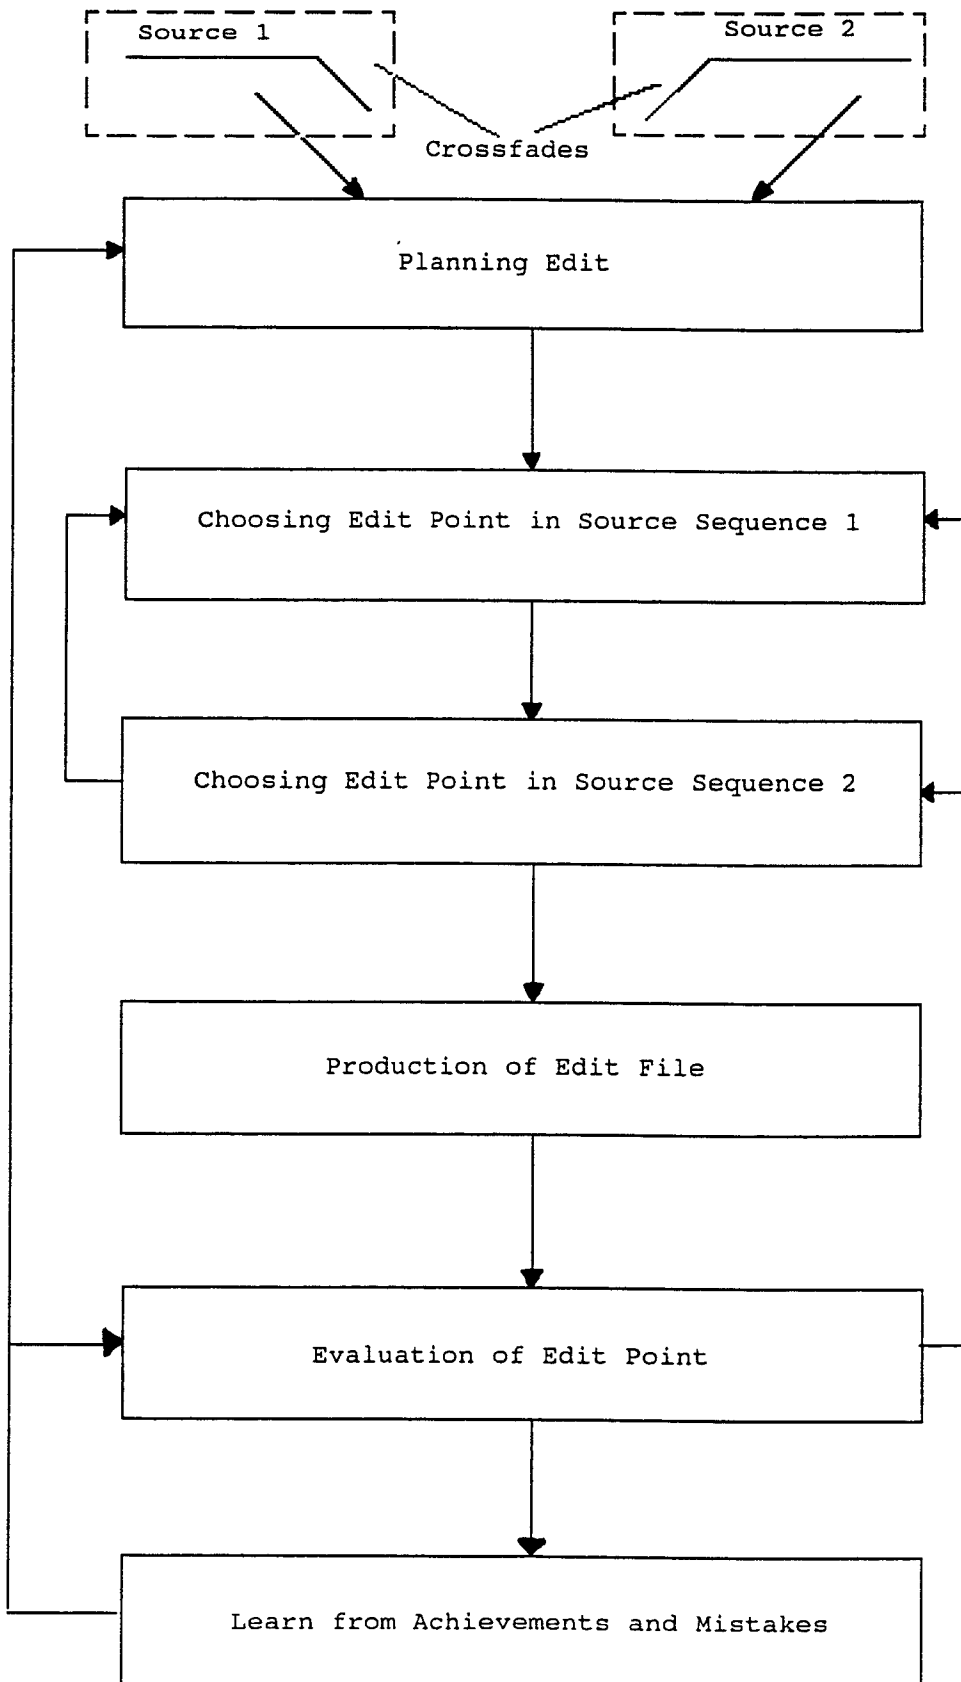 Source 1
Source 2
Crossfades
Planning Edit
Choosing Edit Point in Source Sequence 1
Choosing Edit Point in Source Sequence 2
Production of Edit File
Evaluation of Edit Point
Learn from Achievements and Mistakes